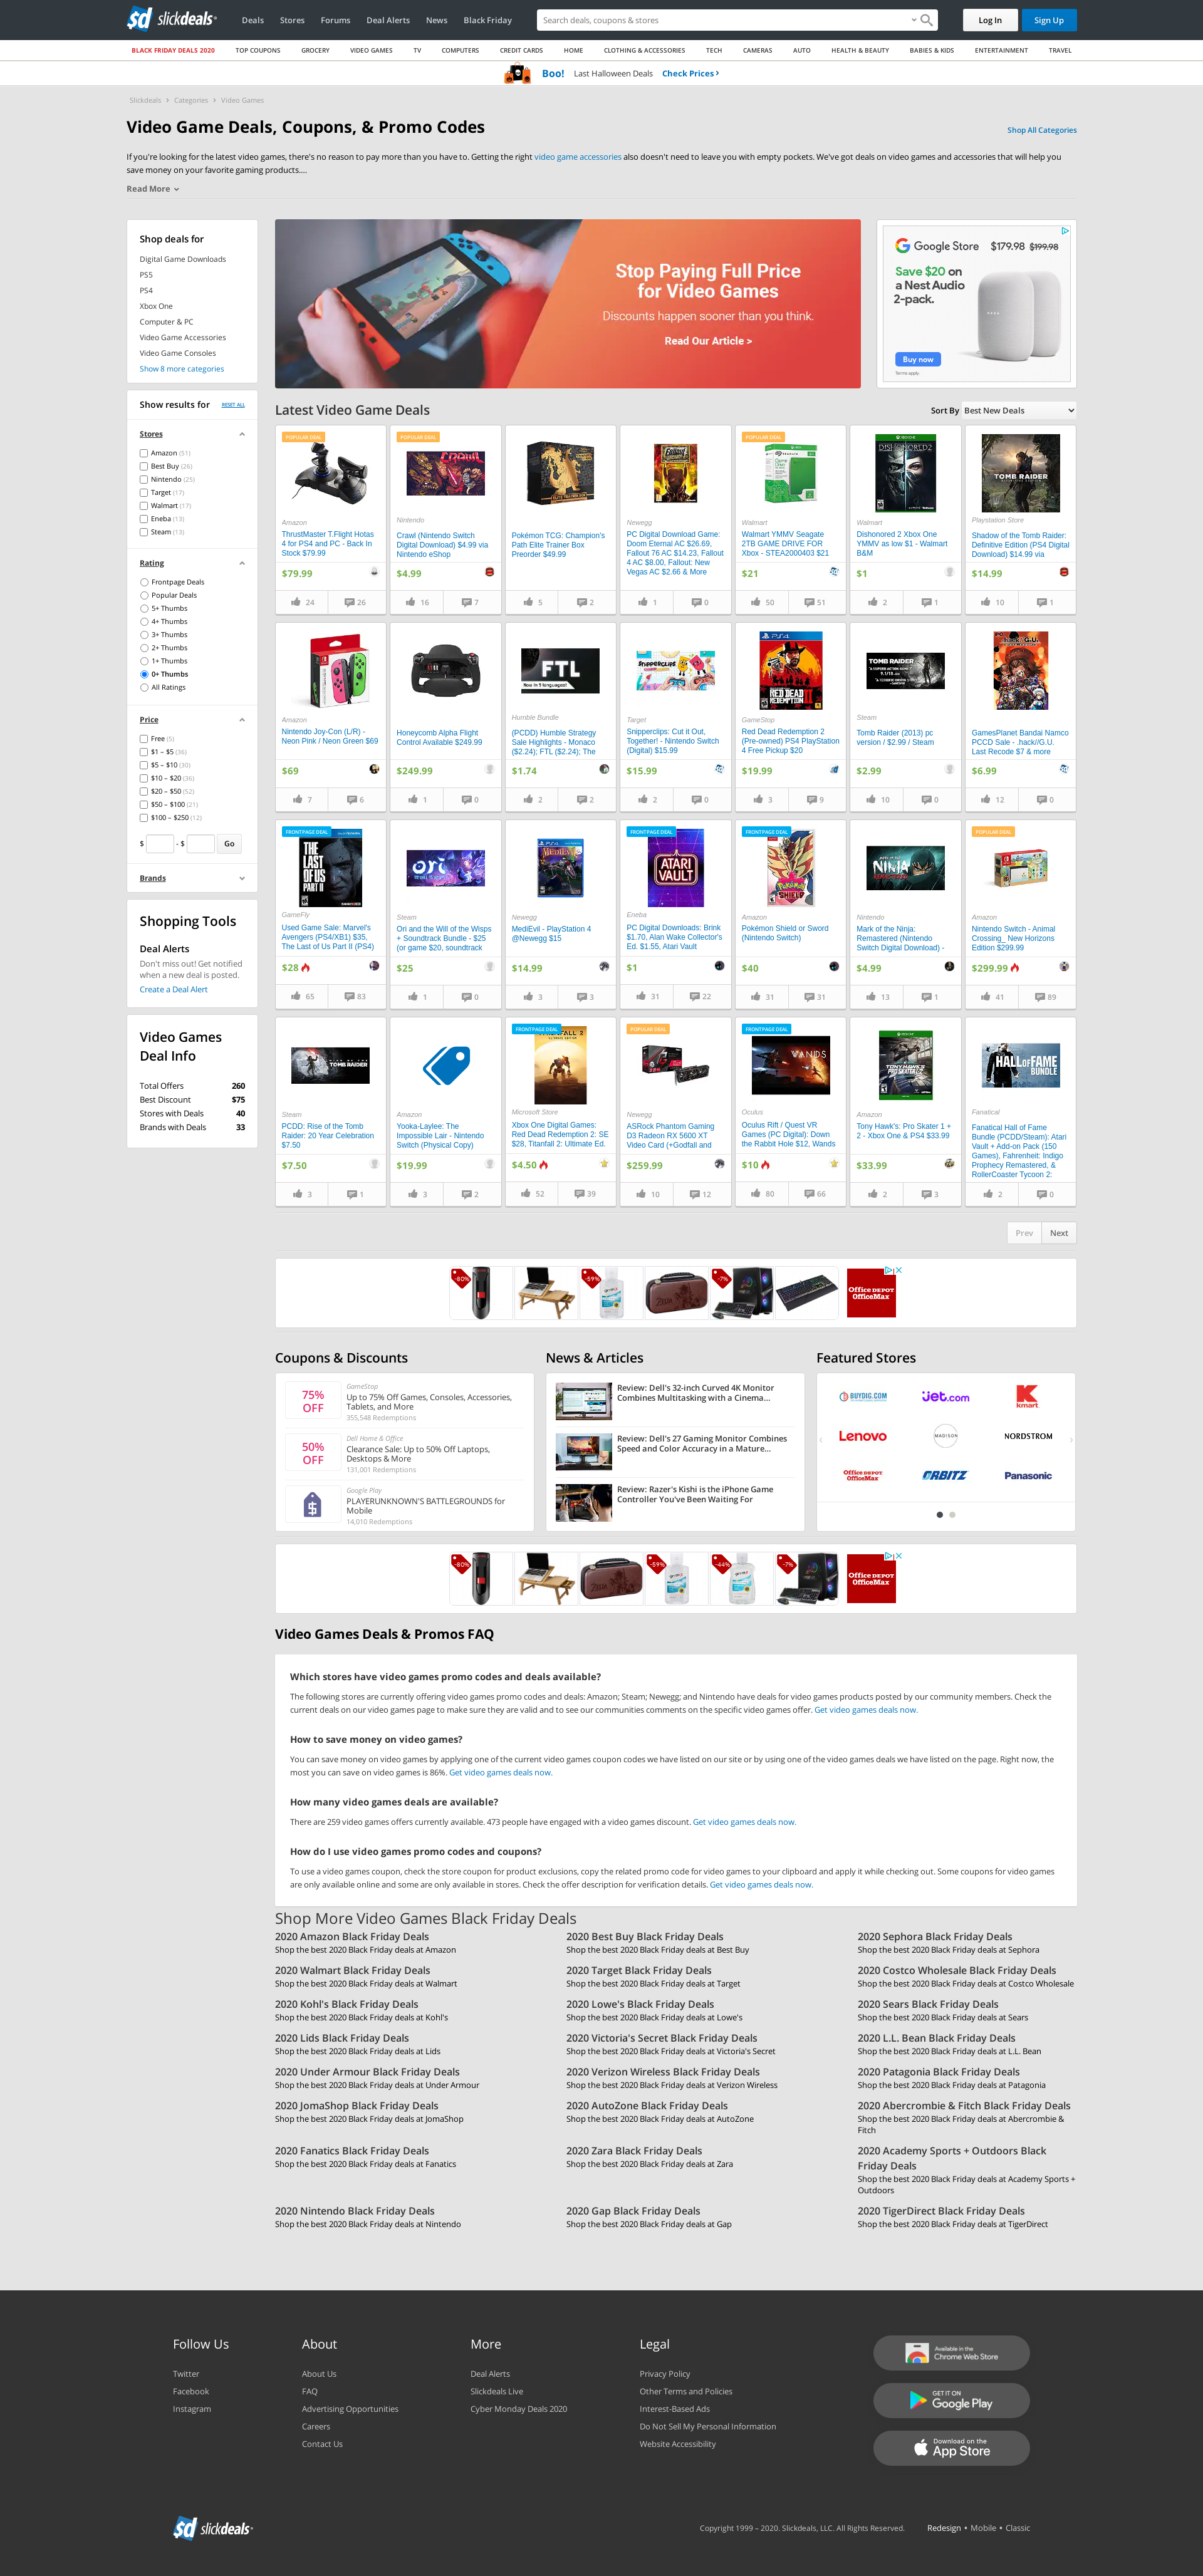 slickdeals
Deals
Stores
Forums
Deal Alerts
News
Black Friday
Search deals, coupons & stores
Log In
Sign Up
BLACK FRIDAY DEALS 2020
TOP COUPONS
GROCERY
VIDEO GAMES
TV
COMPUTERS
CREDIT CARDS
HOME
CLOTHING & ACCESSORIES
TECH
CAMERAS
AUTO
HEALTH & BEAUTY
BABIES & KIDS
ENTERTAINMENT
TRAVEL
Boo! Last Halloween Deals Check Prices ›
Slickdeals › Categories › Video Games
Video Game Deals, Coupons, & Promo Codes
Shop All Categories
If you're looking for the latest video games, there's no reason to pay more than you have to. Getting the right video game accessories also doesn't need to leave you with empty pockets. We've got deals on video games and accessories that will help you
save money on your favorite gaming products....
Read More
Shop deals for
Digital Game Downloads
PS5
PS4
Xbox One
Computer & PC
Video Game Accessories
Video Game Consoles
Show 8 more categories
Show results for RESET ALL
Stores
Amazon (51)
Best Buy (26)
Nintendo (25)
Target (17)
Walmart (17)
Eneba (13)
Steam (13)
Rating
Frontpage Deals
Popular Deals
5+ Thumbs
4+ Thumbs
3+ Thumbs
2+ Thumbs
1+ Thumbs
0+ Thumbs
All Ratings
Price
Free (5)
$1 – $5 (36)
$5 – $10 (30)
$10 – $20 (36)
$20 – $50 (52)
$50 – $100 (21)
$100 – $250 (12)
$ - $ Go
Brands
Shopping Tools
Deal Alerts
Don't miss out! Get notified
when a new deal is posted.
Create a Deal Alert
Video Games
Deal Info
Total Offers 260
Best Discount $75
Stores with Deals 40
Brands with Deals 33
Stop Paying Full Price
for Video Games
Discounts happen sooner than you think.
Read Our Article >
Google Store $179.98 $199.98
Save $20 on
a Nest Audio
2-pack.
Buy now
Terms apply.
Latest Video Game Deals
Sort By Best New Deals
POPULAR DEAL
Amazon
ThrustMaster T.Flight Hotas
4 for PS4 and PC - Back In
Stock $79.99
$79.99
24 26
POPULAR DEAL
CRAWL
Nintendo
Crawl (Nintendo Switch
Digital Download) $4.99 via
Nintendo eShop
$4.99
16 7
Pokémon TCG: Champion's
Path Elite Trainer Box
Preorder $49.99
5 2
Newegg
PC Digital Download Game:
Doom Eternal AC $26.69,
Fallout 76 AC $14.23, Fallout
4 AC $8.00, Fallout: New
Vegas AC $2.66 & More
1 0
POPULAR DEAL
Walmart
Walmart YMMV Seagate
2TB GAME DRIVE FOR
Xbox - STEA2000403 $21
$21
50 51
DISHONORED 2
Walmart
Dishonored 2 Xbox One
YMMV as low $1 - Walmart
B&M
$1
2 1
TOMB RAIDER
Playstation Store
Shadow of the Tomb Raider:
Definitive Edition (PS4 Digital
Download) $14.99 via
$14.99
10 1
Amazon
Nintendo Joy-Con (L/R) -
Neon Pink / Neon Green $69
$69
7 6
Honeycomb Alpha Flight
Control Available $249.99
$249.99
1 0
FTL
Now in 9 languages!
Humble Bundle
(PCDD) Humble Strategy
Sale Highlights - Monaco
($2.24); FTL ($2.24); The
$1.74
2 2
SNIPPERCLIPS
Target
Snipperclips: Cut it Out,
Together! - Nintendo Switch
(Digital) $15.99
$15.99
2 0
PS4
RED DEAD
REDEMPTION
GameStop
Red Dead Redemption 2
(Pre-owned) PS4 PlayStation
4 Free Pickup $20
$19.99
3 9
TOMB RAIDER
Steam
Tomb Raider (2013) pc
version / $2.99 / Steam
$2.99
10 0
GamesPlanet Bandai Namco
PCCD Sale - .hack//G.U.
Last Recode $7 & more
$6.99
12 0
FRONTPAGE DEAL
THE LAST
OF US
PART II
GameFly
Used Game Sale: Marvel's
Avengers (PS4/XB1) $35,
The Last of Us Part II (PS4)
$28
65 83
ori
Steam
Ori and the Will of the Wisps
+ Soundtrack Bundle - $25
(or game $20, soundtrack
$25
1 0
MEDIEVIL
Newegg
MediEvil - PlayStation 4
@Newegg $15
$14.99
3 3
FRONTPAGE DEAL
ATARI
VAULT
Eneba
PC Digital Downloads: Brink
$1.70, Alan Wake Collector's
Ed. $1.55, Atari Vault
$1
31 22
FRONTPAGE DEAL
SHIELD
Amazon
Pokémon Shield or Sword
(Nintendo Switch)
$40
31 31
NINJA
Nintendo
Mark of the Ninja:
Remastered (Nintendo
Switch Digital Download) -
$4.99
13 1
POPULAR DEAL
Amazon
Nintendo Switch - Animal
Crossing_ New Horizons
Edition $299.99
$299.99
41 89
TOMB RAIDER
Steam
PCDD: Rise of the Tomb
Raider: 20 Year Celebration
$7.50
$7.50
3 1
Amazon
Yooka-Laylee: The
Impossible Lair - Nintendo
Switch (Physical Copy)
$19.99
3 2
FRONTPAGE DEAL
Microsoft Store
Xbox One Digital Games:
Red Dead Redemption 2: SE
$28, Titanfall 2: Ultimate Ed.
$4.50
52 39
POPULAR DEAL
Newegg
ASRock Phantom Gaming
D3 Radeon RX 5600 XT
Video Card (+Godfall and
$259.99
10 12
FRONTPAGE DEAL
WANDS
Oculus
Oculus Rift / Quest VR
Games (PC Digital): Down
the Rabbit Hole $12, Wands
$10
80 66
Amazon
Tony Hawk's: Pro Skater 1 +
2 - Xbox One & PS4 $33.99
$33.99
2 3
HALL OF FAME
BUNDLE
Fanatical
Fanatical Hall of Fame
Bundle (PCDD/Steam): Atari
Vault + Add-on Pack (150
Games), Fahrenheit: Indigo
Prophecy Remastered, &
RollerCoaster Tycoon 2:
2 0
Prev Next
-80%
-59%
-7%
Office DEPOT
OfficeMax
Coupons & Discounts
75%
OFF
GameStop
Up to 75% Off Games, Consoles, Accessories,
Tablets, and More
355,548 Redemptions
50%
OFF
Dell Home & Office
Clearance Sale: Up to 50% Off Laptops,
Desktops & More
131,001 Redemptions
Google Play
PLAYERUNKNOWN'S BATTLEGROUNDS for
Mobile
14,010 Redemptions
News & Articles
Review: Dell's 32-inch Curved 4K Monitor
Combines Multitasking with a Cinema...
Review: Dell's 27 Gaming Monitor Combines
Speed and Color Accuracy in a Mature...
Review: Razer's Kishi is the iPhone Game
Controller You've Been Waiting For
Featured Stores
BUYDIG.COM
jet.com
kmart
Lenovo
MADISON
NORDSTROM
Office DEPOT
OfficeMax
ORBITZ
Panasonic
-80%
-59%
-44%
-7%
Office DEPOT
OfficeMax
Video Games Deals & Promos FAQ
Which stores have video games promo codes and deals available?
The following stores are currently offering video games promo codes and deals: Amazon; Steam; Newegg; and Nintendo have deals for video games products posted by our community members. Check the
current deals on our video games page to make sure they are valid and to see our communities comments on the specific video games offer. Get video games deals now.
How to save money on video games?
You can save money on video games by applying one of the current video games coupon codes we have listed on our site or by using one of the video games deals we have listed on the page. Right now, the
most you can save on video games is 86%. Get video games deals now.
How many video games deals are available?
There are 259 video games offers currently available. 473 people have engaged with a video games discount. Get video games deals now.
How do I use video games promo codes and coupons?
To use a video games coupon, check the store coupon for product exclusions, copy the related promo code for video games to your clipboard and apply it while checking out. Some coupons for video games
are only available online and some are only available in stores. Check the offer description for verification details. Get video games deals now.
Shop More Video Games Black Friday Deals
2020 Amazon Black Friday Deals
Shop the best 2020 Black Friday deals at Amazon
2020 Best Buy Black Friday Deals
Shop the best 2020 Black Friday deals at Best Buy
2020 Sephora Black Friday Deals
Shop the best 2020 Black Friday deals at Sephora
2020 Walmart Black Friday Deals
Shop the best 2020 Black Friday deals at Walmart
2020 Target Black Friday Deals
Shop the best 2020 Black Friday deals at Target
2020 Costco Wholesale Black Friday Deals
Shop the best 2020 Black Friday deals at Costco Wholesale
2020 Kohl's Black Friday Deals
Shop the best 2020 Black Friday deals at Kohl's
2020 Lowe's Black Friday Deals
Shop the best 2020 Black Friday deals at Lowe's
2020 Sears Black Friday Deals
Shop the best 2020 Black Friday deals at Sears
2020 Lids Black Friday Deals
Shop the best 2020 Black Friday deals at Lids
2020 Victoria's Secret Black Friday Deals
Shop the best 2020 Black Friday deals at Victoria's Secret
2020 L.L. Bean Black Friday Deals
Shop the best 2020 Black Friday deals at L.L. Bean
2020 Under Armour Black Friday Deals
Shop the best 2020 Black Friday deals at Under Armour
2020 Verizon Wireless Black Friday Deals
Shop the best 2020 Black Friday deals at Verizon Wireless
2020 Patagonia Black Friday Deals
Shop the best 2020 Black Friday deals at Patagonia
2020 JomaShop Black Friday Deals
Shop the best 2020 Black Friday deals at JomaShop
2020 AutoZone Black Friday Deals
Shop the best 2020 Black Friday deals at AutoZone
2020 Abercrombie & Fitch Black Friday Deals
Shop the best 2020 Black Friday deals at Abercrombie &
Fitch
2020 Fanatics Black Friday Deals
Shop the best 2020 Black Friday deals at Fanatics
2020 Zara Black Friday Deals
Shop the best 2020 Black Friday deals at Zara
2020 Academy Sports + Outdoors Black
Friday Deals
Shop the best 2020 Black Friday deals at Academy Sports +
Outdoors
2020 Nintendo Black Friday Deals
Shop the best 2020 Black Friday deals at Nintendo
2020 Gap Black Friday Deals
Shop the best 2020 Black Friday deals at Gap
2020 TigerDirect Black Friday Deals
Shop the best 2020 Black Friday deals at TigerDirect
Follow Us
Twitter
Facebook
Instagram
About
About Us
FAQ
Advertising Opportunities
Careers
Contact Us
More
Deal Alerts
Slickdeals Live
Cyber Monday Deals 2020
Legal
Privacy Policy
Other Terms and Policies
Interest-Based Ads
Do Not Sell My Personal Information
Website Accessibility
Available in the
Chrome Web Store
GET IT ON
Google Play
Download on the
App Store
slickdeals
Copyright 1999 – 2020. Slickdeals, LLC. All Rights Reserved.
Redesign • Mobile • Classic